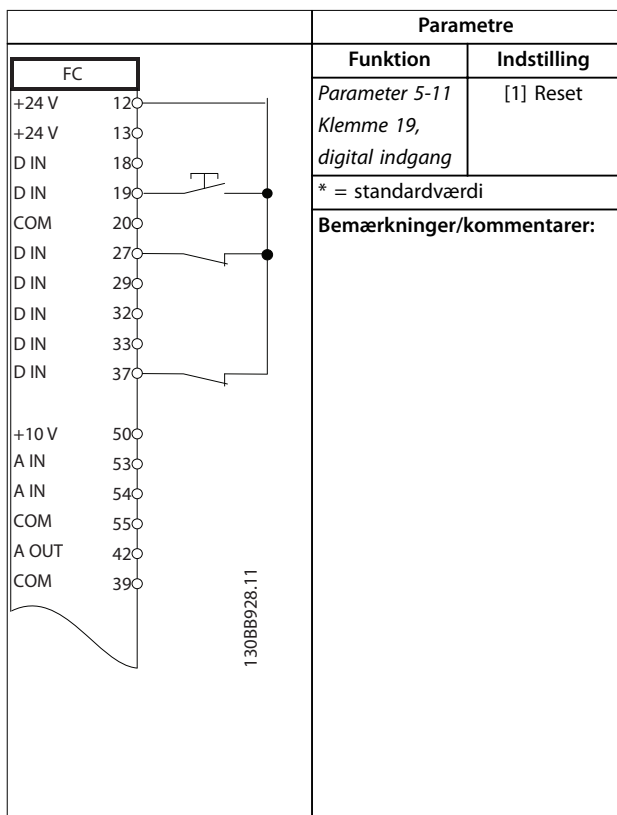 Parametre
Funktion Indstilling
Parameter 5-11 [1] Reset
Klemme 19,
digital indgang
* = standardværdi
Bemærkninger/kommentarer:
FC
+24 V 12
+24 V 13
D IN 18
D IN 19
COM 20
D IN 27
D IN 29
D IN 32
D IN 33
D IN 37
+10 V 50
A IN 53
A IN 54
COM 55
A OUT 42
COM 39
130BB928.11